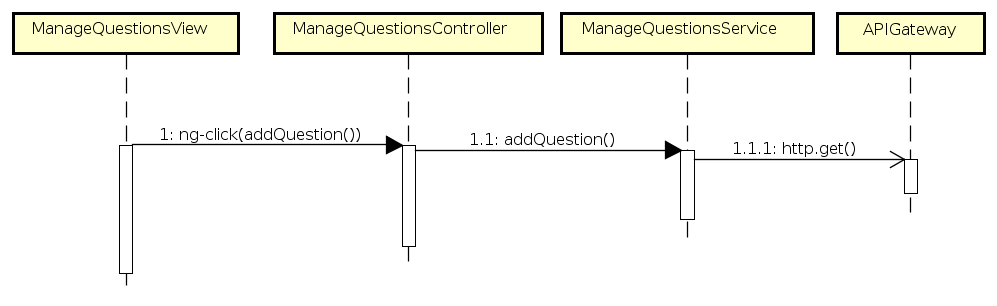 ManageQuestionsView
ManageQuestionsController
ManageQuestionsService
APIGateway
1: ng-click(addQuestion())
1.1: addQuestion()
1.1.1: http.get()